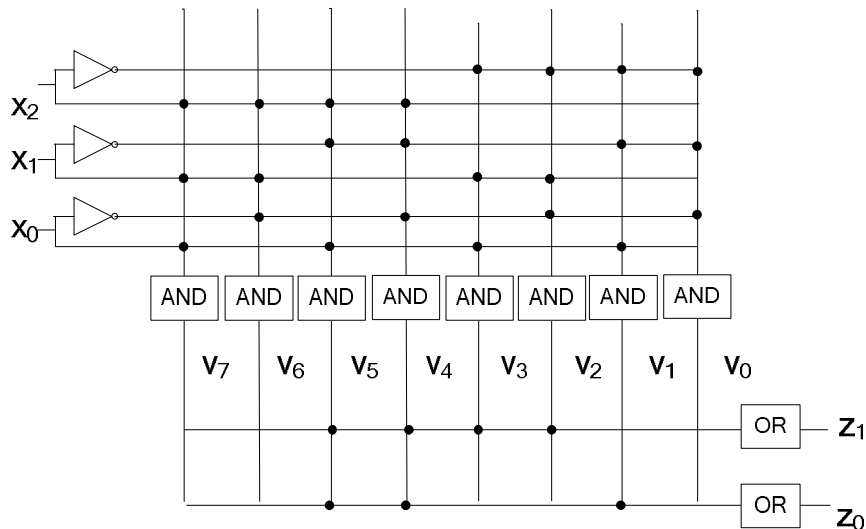 x₂
x₁
x₀
AND AND AND AND AND AND AND AND
v₇ v₆ v₅ v₄ v₃ v₂ v₁ v₀
OR z₁
OR z₀